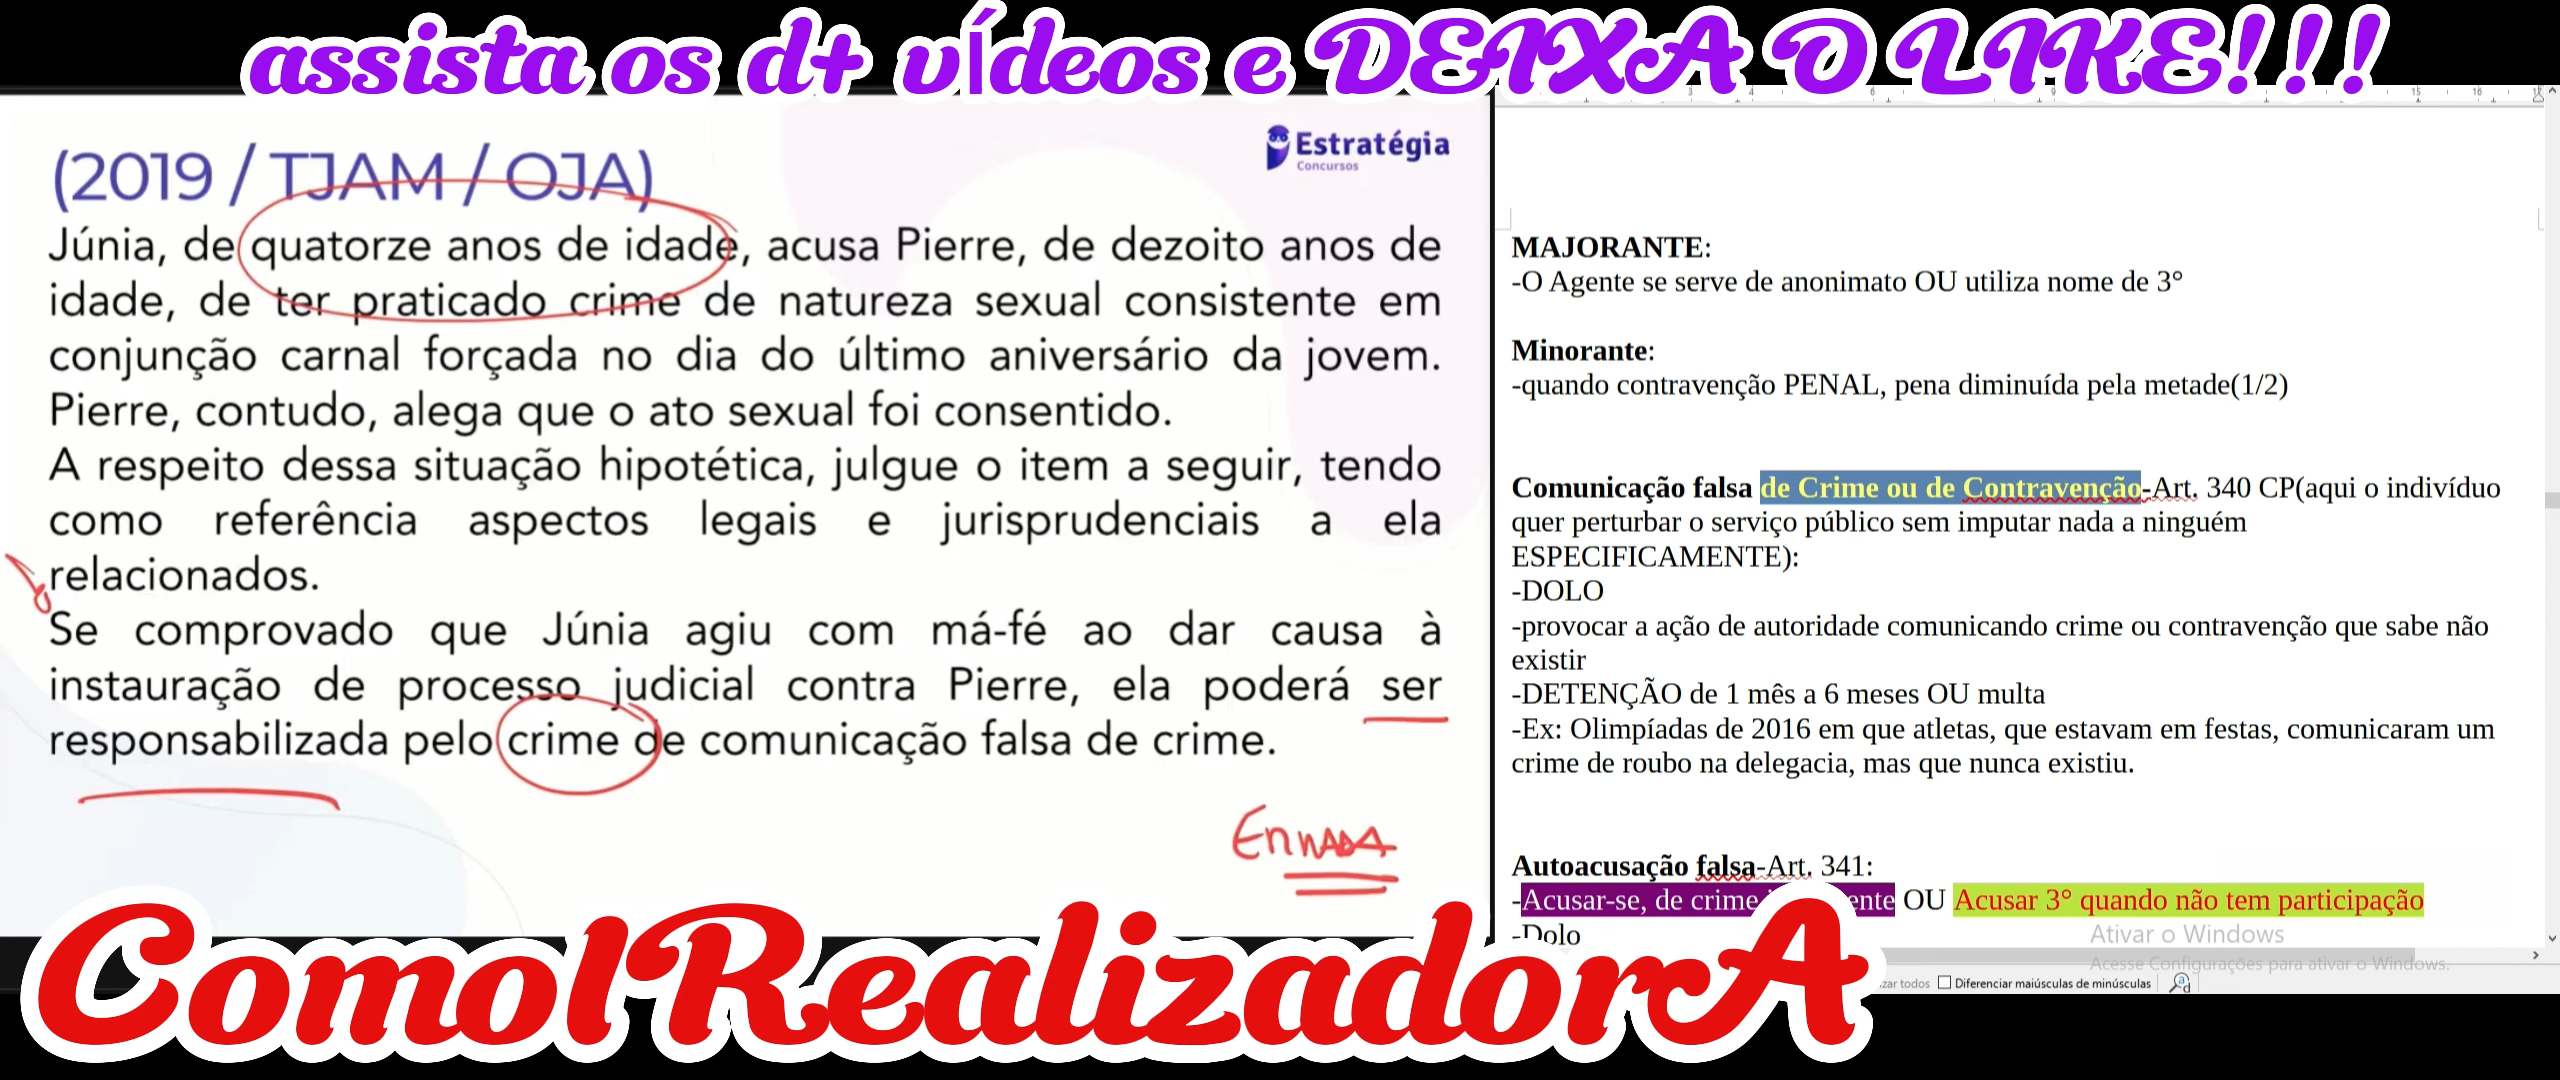 assista os d+ vÍdeos e DEIXA O LIKE!!!
(2019 / TJAM / OJA)
Estratégia
Concursos
Júnia, de quatorze anos de idade, acusa Pierre, de dezoito anos de
idade, de ter praticado crime de natureza sexual consistente em
conjunção carnal forçada no dia do último aniversário da jovem.
Pierre, contudo, alega que o ato sexual foi consentido.
A respeito dessa situação hipotética, julgue o item a seguir, tendo
como referência aspectos legais e jurisprudenciais a ela
relacionados.
Se comprovado que Júnia agiu com má-fé ao dar causa à
instauração de processo judicial contra Pierre, ela poderá ser
responsabilizada pelo crime de comunicação falsa de crime.
MAJORANTE:
-O Agente se serve de anonimato OU utiliza nome de 3°
Minorante:
-quando contravenção PENAL, pena diminuída pela metade(1/2)
Comunicação falsa de Crime ou de Contravenção-Art. 340 CP(aqui o indivíduo
quer perturbar o serviço público sem imputar nada a ninguém
ESPECIFICAMENTE):
-DOLO
-provocar a ação de autoridade comunicando crime ou contravenção que sabe não
existir
-DETENÇÃO de 1 mês a 6 meses OU multa
-Ex: Olimpíadas de 2016 em que atletas, que estavam em festas, comunicaram um
crime de roubo na delegacia, mas que nunca existiu.
Autoacusação falsa-Art. 341:
-Acusar-se, de crime OU Acusar 3° quando não tem participação
-Dolo
Ativar o Windows
Acesse Configurações para ativar o Windows.
todos Diferenciar maiúsculas de minúsculas
ComolRealizadorA